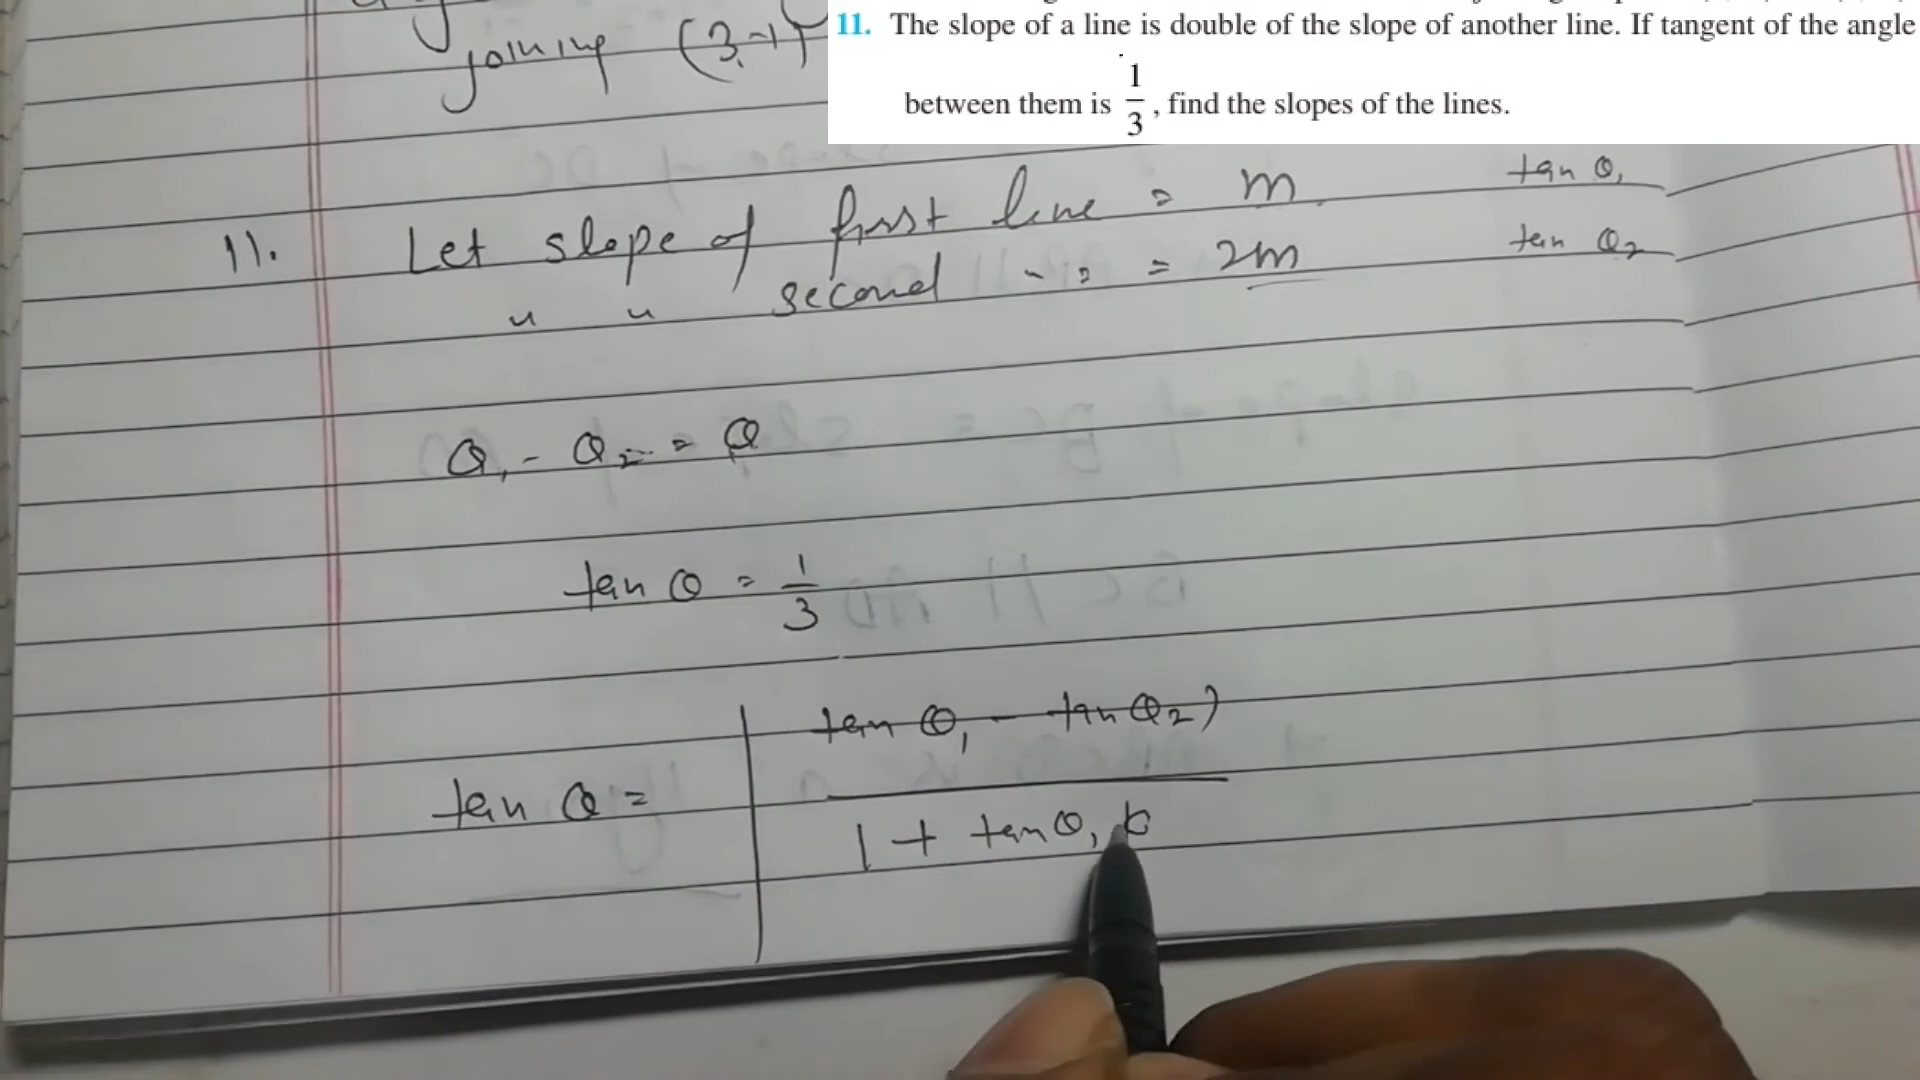 joining (3,-1)
11. The slope of a line is double of the slope of another line. If tangent of the angle
between them is 1/3, find the slopes of the lines.
11. Let slope of first line = m tan θ1
" " second " " = 2m tan θ2
θ1 - θ2 = θ
tan θ = 1/3
tan θ = | tan θ1 - tan θ2)
1 + tan θ1 t